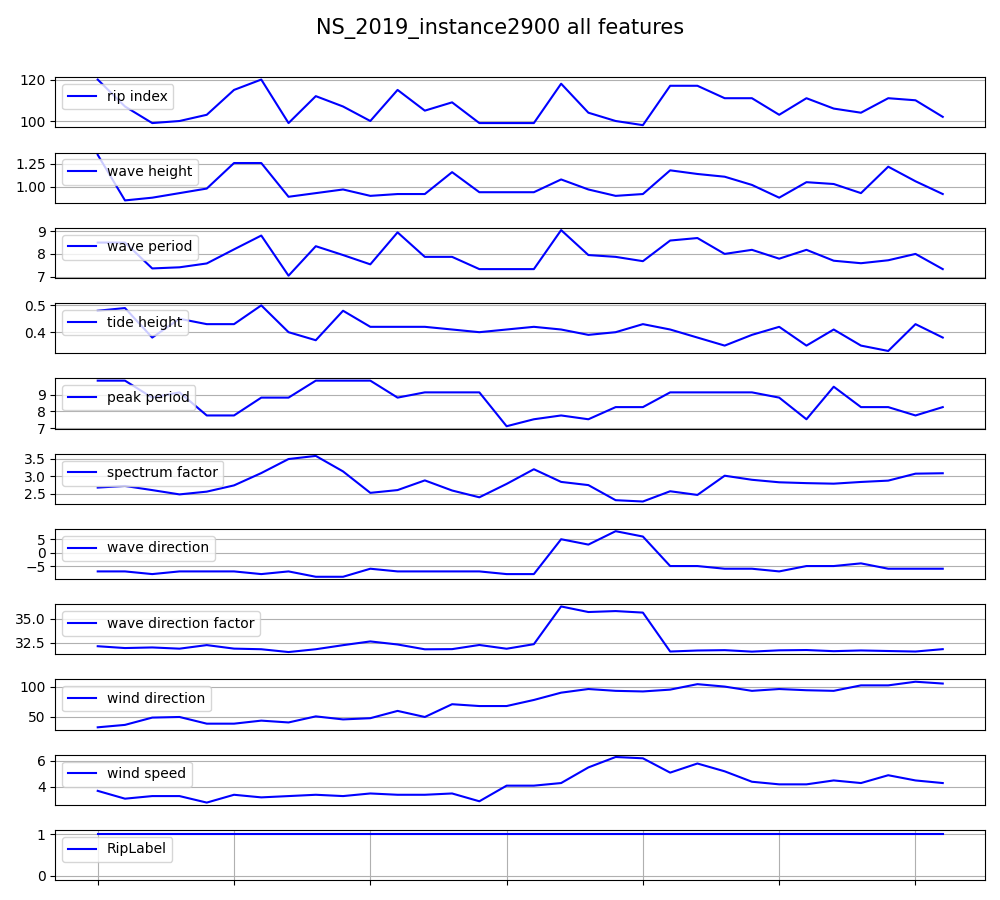 NS_2019_instance2900 all features
120
100
rip index
1.25
1.00
wave height
9
8
7
wave period
0.5
0.4
tide height
9
8
7
peak period
3.5
3.0
2.5
spectrum factor
5
0
−5
wave direction
35.0
32.5
wave direction factor
100
50
wind direction
6
4
wind speed
1
0
RipLabel